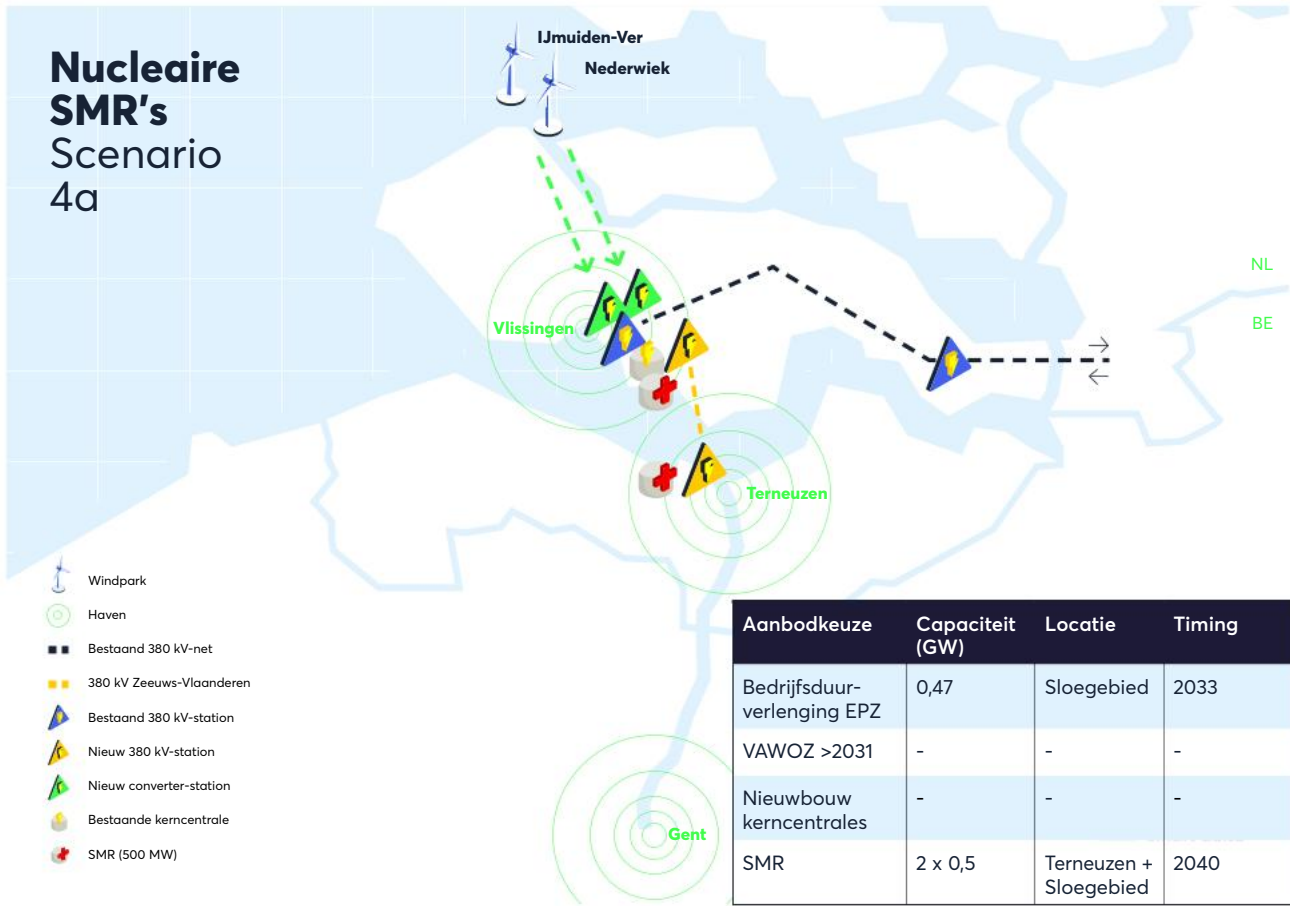 Nucleaire
SMR's
Scenario
4a
IJmuiden-Ver
Nederwiek
NL
BE
Vlissingen
Terneuzen
Gent
Windpark
Haven
Bestaand 380 kV-net
380 kV Zeeuws-Vlaanderen
Bestaand 380 kV-station
Nieuw 380 kV-station
Nieuw converter-station
Bestaande kerncentrale
SMR (500 MW)
Aanbodkeuze Capaciteit (GW) Locatie Timing
Bedrijfsduur-
verlenging EPZ 0,47 Sloegebied 2033
VAWOZ >2031 - - -
Nieuwbouw
kerncentrales - - -
SMR 2 x 0,5 Terneuzen +
Sloegebied 2040